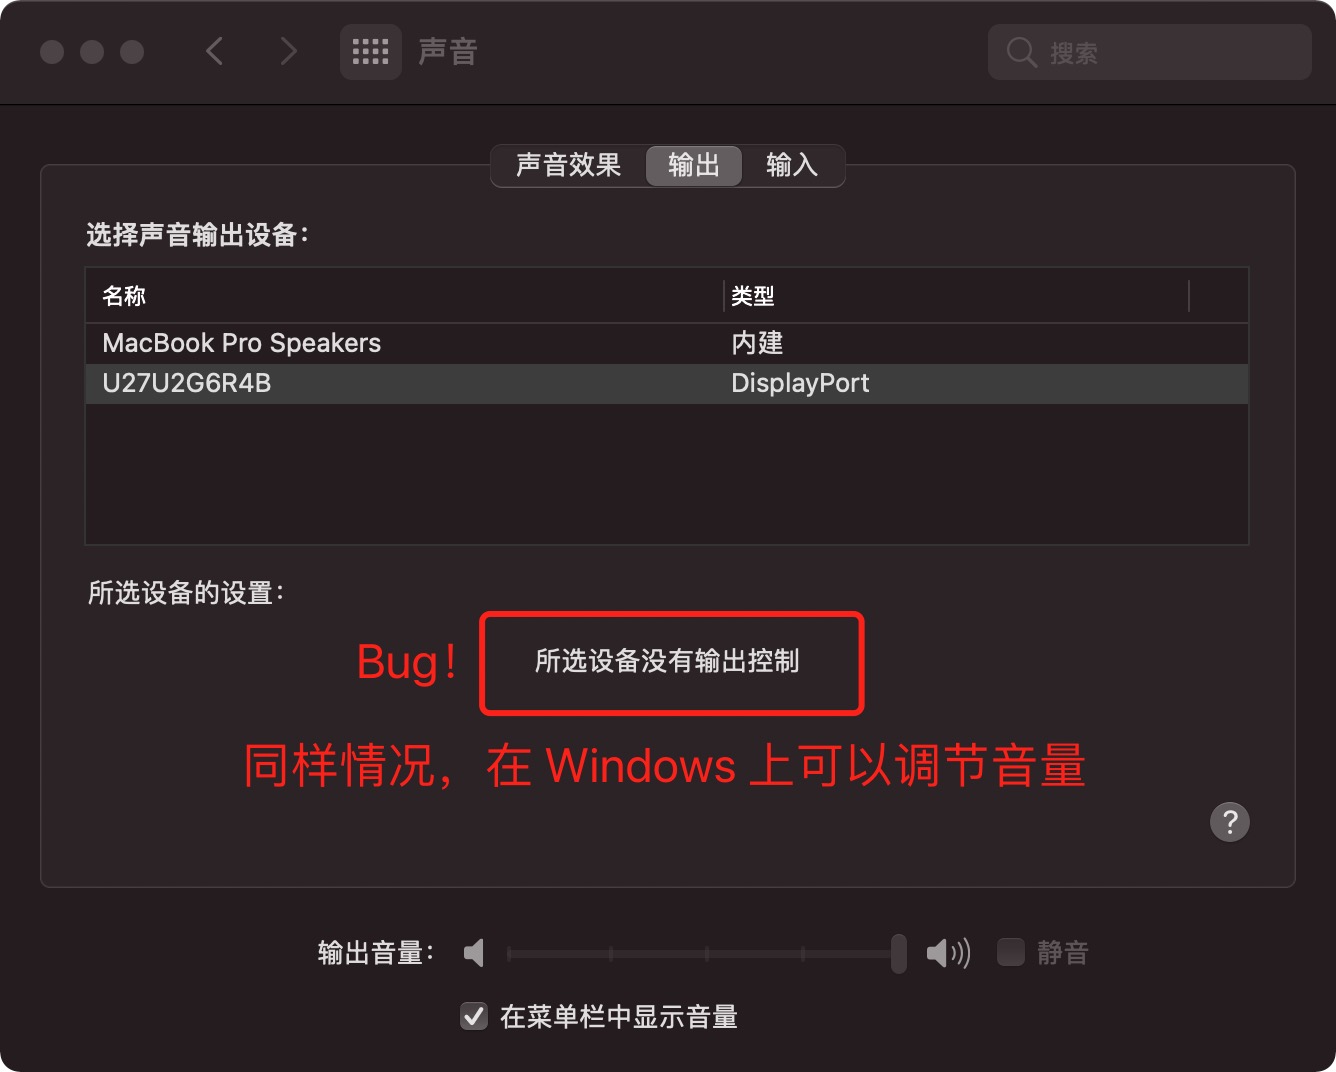 声音
搜索
声音效果 输出 输入
选择声音输出设备：
名称 类型
MacBook Pro Speakers 内建
U27U2G6R4B DisplayPort
所选设备的设置：
Bug！ 所选设备没有输出控制
同样情况，在 Windows 上可以调节音量
?
输出音量： 静音
在菜单栏中显示音量